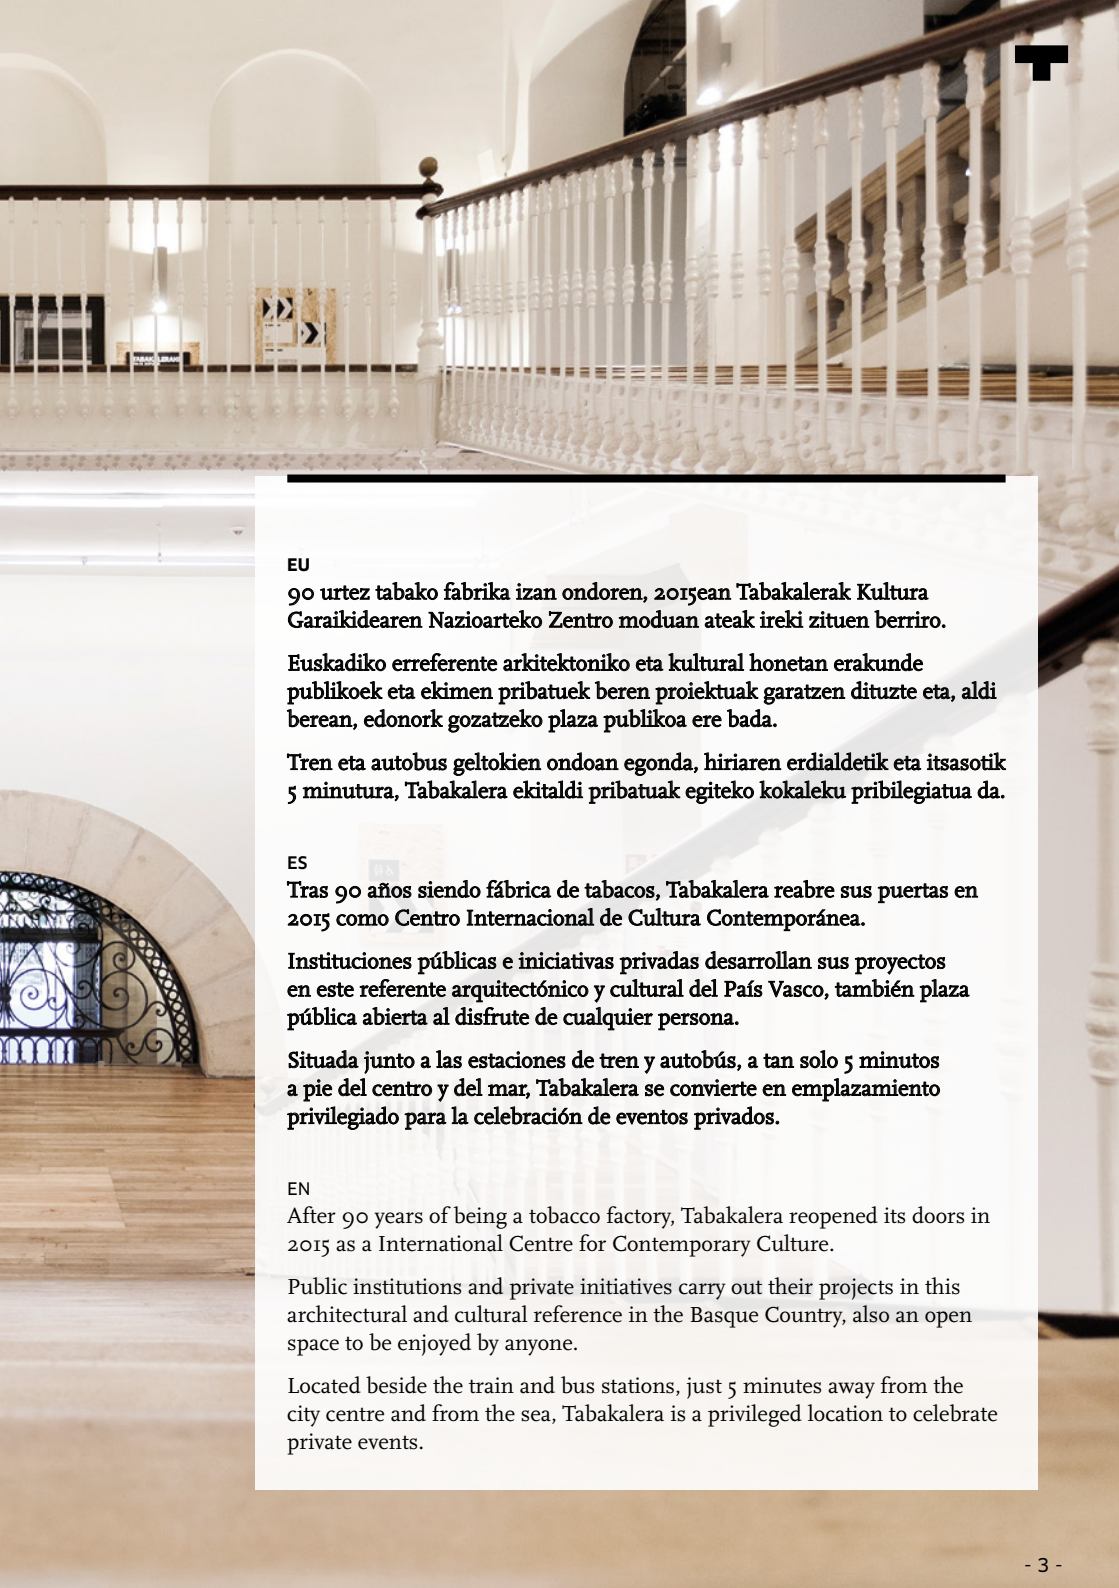 TABAKALERAK
EU
90 urtez tabako fabrika izan ondoren, 2015ean Tabakalerak Kultura
Garaikidearen Nazioarteko Zentro moduan ateak ireki zituen berriro.
Euskadiko erreferente arkitektoniko eta kultural honetan erakunde
publikoek eta ekimen pribatuek beren proiektuak garatzen dituzte eta, aldi
berean, edonork gozatzeko plaza publikoa ere bada.
Tren eta autobus geltokien ondoan egonda, hiriaren erdialdetik eta itsasotik
5 minutura, Tabakalera ekitaldi pribatuak egiteko kokaleku pribilegiatua da.
ES
Tras 90 años siendo fábrica de tabacos, Tabakalera reabre sus puertas en
2015 como Centro Internacional de Cultura Contemporánea.
Instituciones públicas e iniciativas privadas desarrollan sus proyectos
en este referente arquitectónico y cultural del País Vasco, también plaza
pública abierta al disfrute de cualquier persona.
Situada junto a las estaciones de tren y autobús, a tan solo 5 minutos
a pie del centro y del mar, Tabakalera se convierte en emplazamiento
privilegiado para la celebración de eventos privados.
EN
After 90 years of being a tobacco factory, Tabakalera reopened its doors in
2015 as a International Centre for Contemporary Culture.
Public institutions and private initiatives carry out their projects in this
architectural and cultural reference in the Basque Country, also an open
space to be enjoyed by anyone.
Located beside the train and bus stations, just 5 minutes away from the
city centre and from the sea, Tabakalera is a privileged location to celebrate
private events.
- 3 -